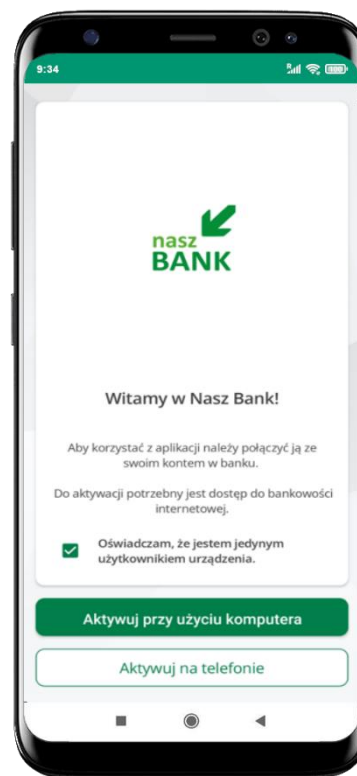 9:34
R
nasz
BANK
Witamy w Nasz Bank!
Aby korzystać z aplikacji należy połączyć ją ze
swoim kontem w banku.
Do aktywacji potrzebny jest dostęp do bankowości
internetowej.
Oświadczam, że jestem jedynym
użytkownikiem urządzenia.
Aktywuj przy użyciu komputera
Aktywuj na telefonie